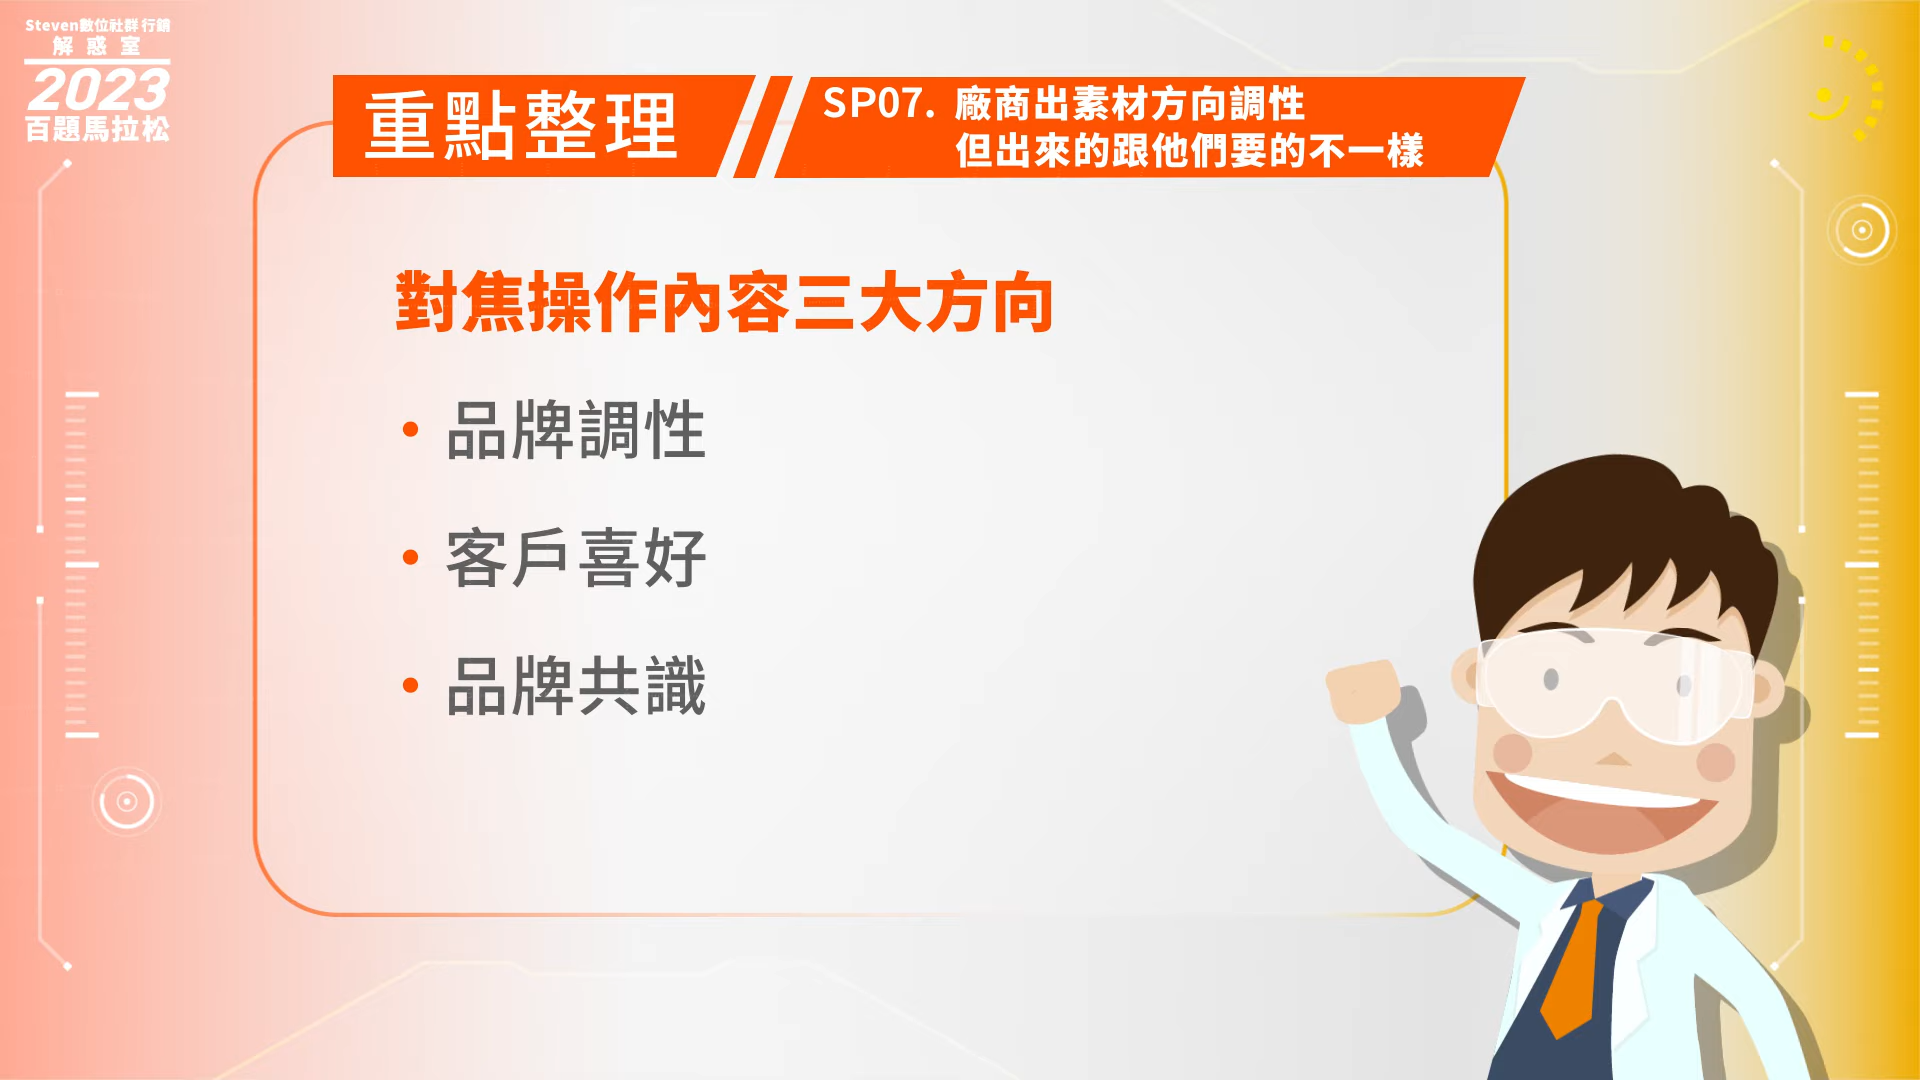 Steven數位社群行銷
解惑室
2023
百題馬拉松
重點整理
SP07. 廠商出素材方向調性
但出來的跟他們要的不一樣
對焦操作內容三大方向
• 品牌調性
• 客戶喜好
• 品牌共識